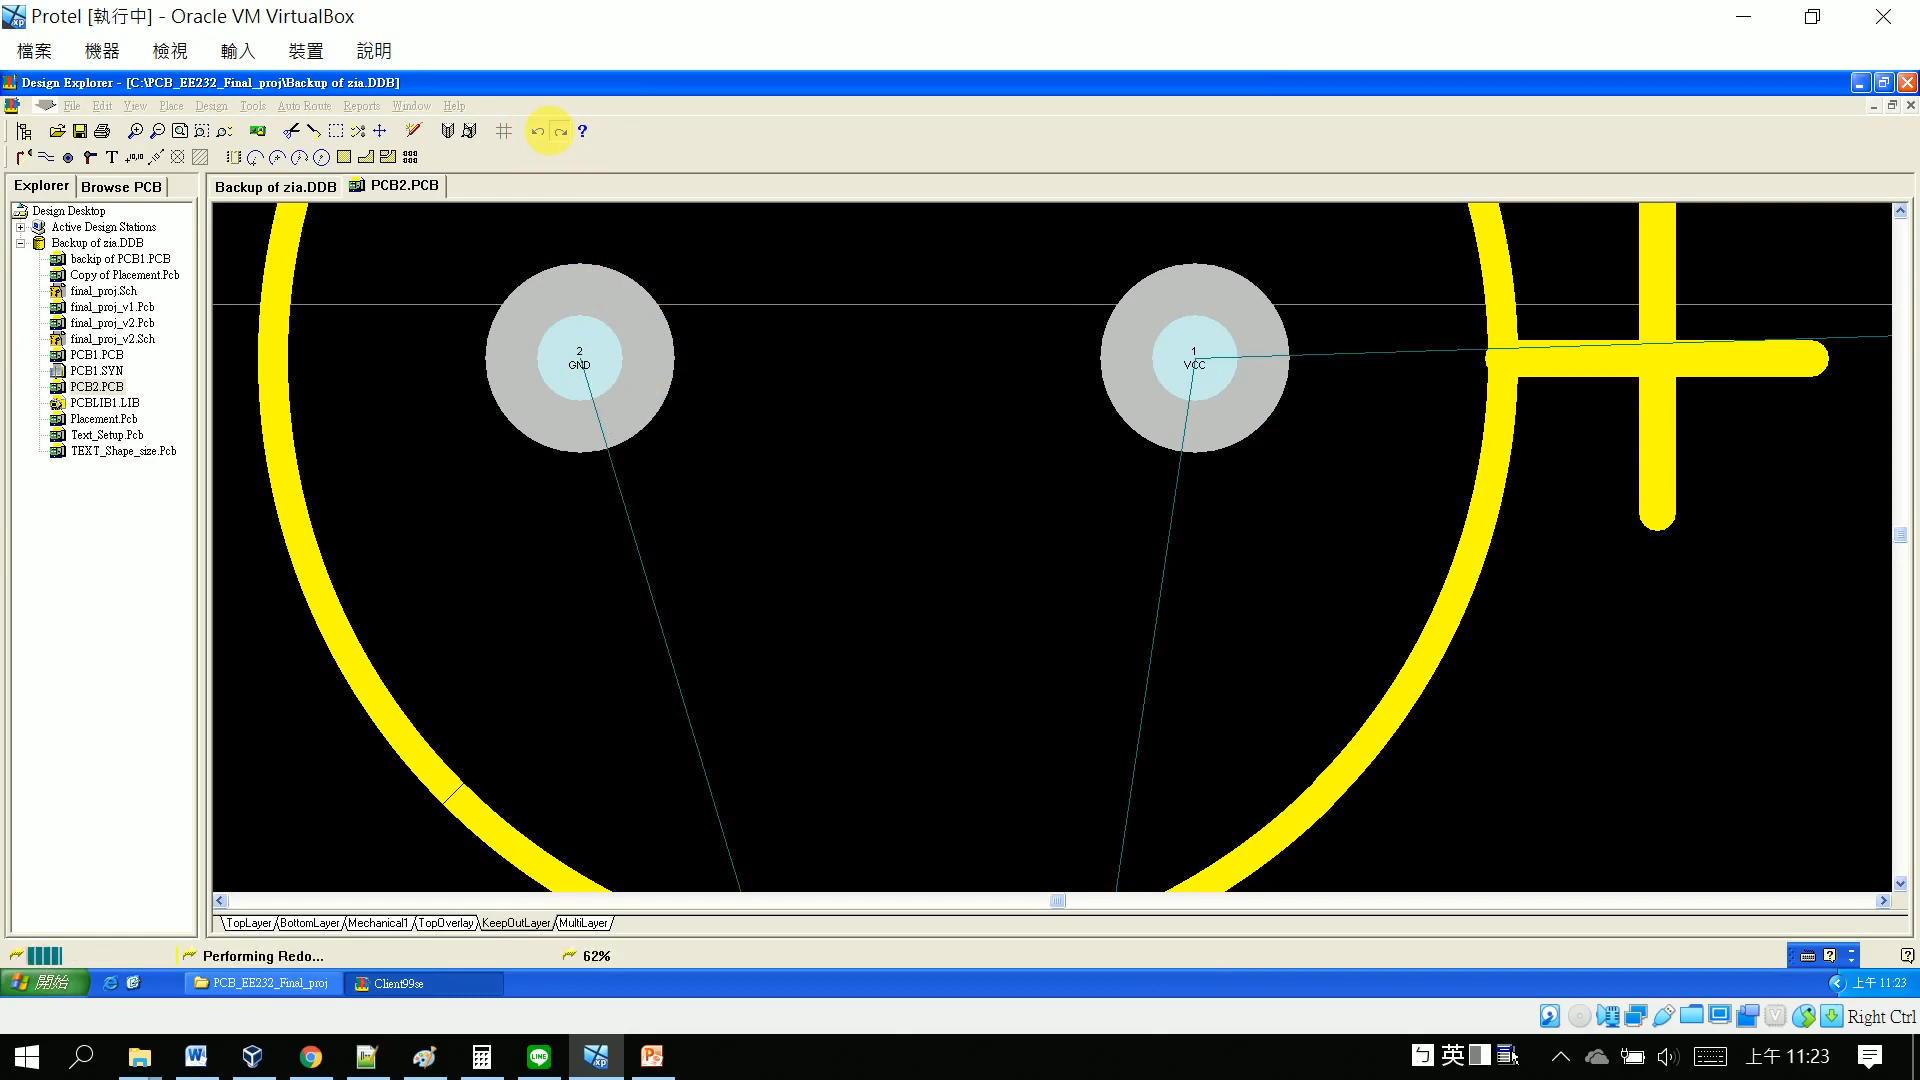 Protel [執行中] - Oracle VM VirtualBox
檔案 機器 檢視 輸入 裝置 說明
Design Explorer - [C:\PCB_EE232_Final_proj\Backup of zia.DDB]
File Edit View Place Design Tools Auto Route Reports Window Help
Explorer Browse PCB
Backup of zia.DDB PCB2.PCB
Design Desktop
Active Design Stations
Backup of zia.DDB
backip of PCB1.PCB
Copy of Placement.Pcb
final_proj.Sch
final_proj_v1.Pcb
final_proj_v2.Pcb
final_proj_v2.Sch
PCB1.PCB
PCB1.SYN
PCB2.PCB
PCBLIB1.LIB
Placement.Pcb
Text_Setup.Pcb
TEXT_Shape_size.Pcb
2
GND
1
VCC
TopLayer BottomLayer Mechanical1 TopOverlay KeepOutLayer MultiLayer
Performing Redo... 62%
開始 PCB_EE232_Final_proj Client99se 上午 11:23
Right Ctrl
ㄅ 英 上午 11:23